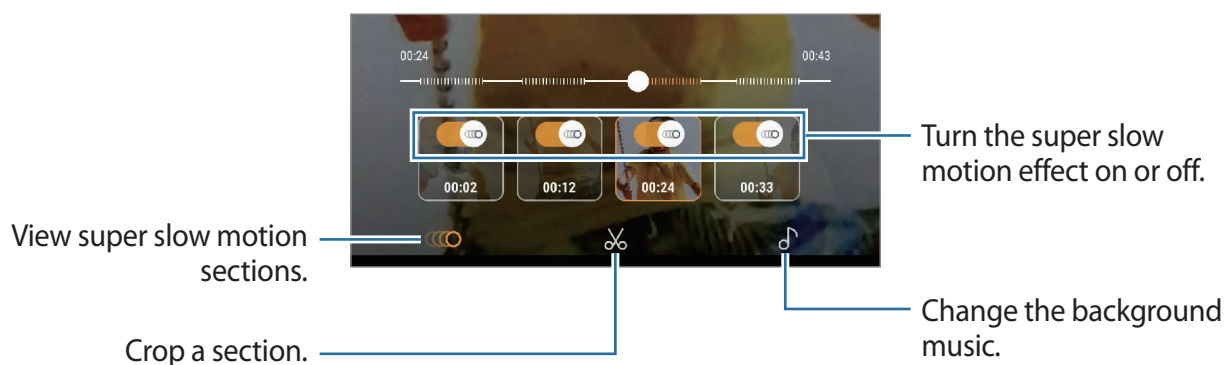 00:24
00:43
00:02
00:12
00:24
00:33
Turn the super slow
motion effect on or off.
View super slow motion
sections.
Crop a section.
Change the background
music.